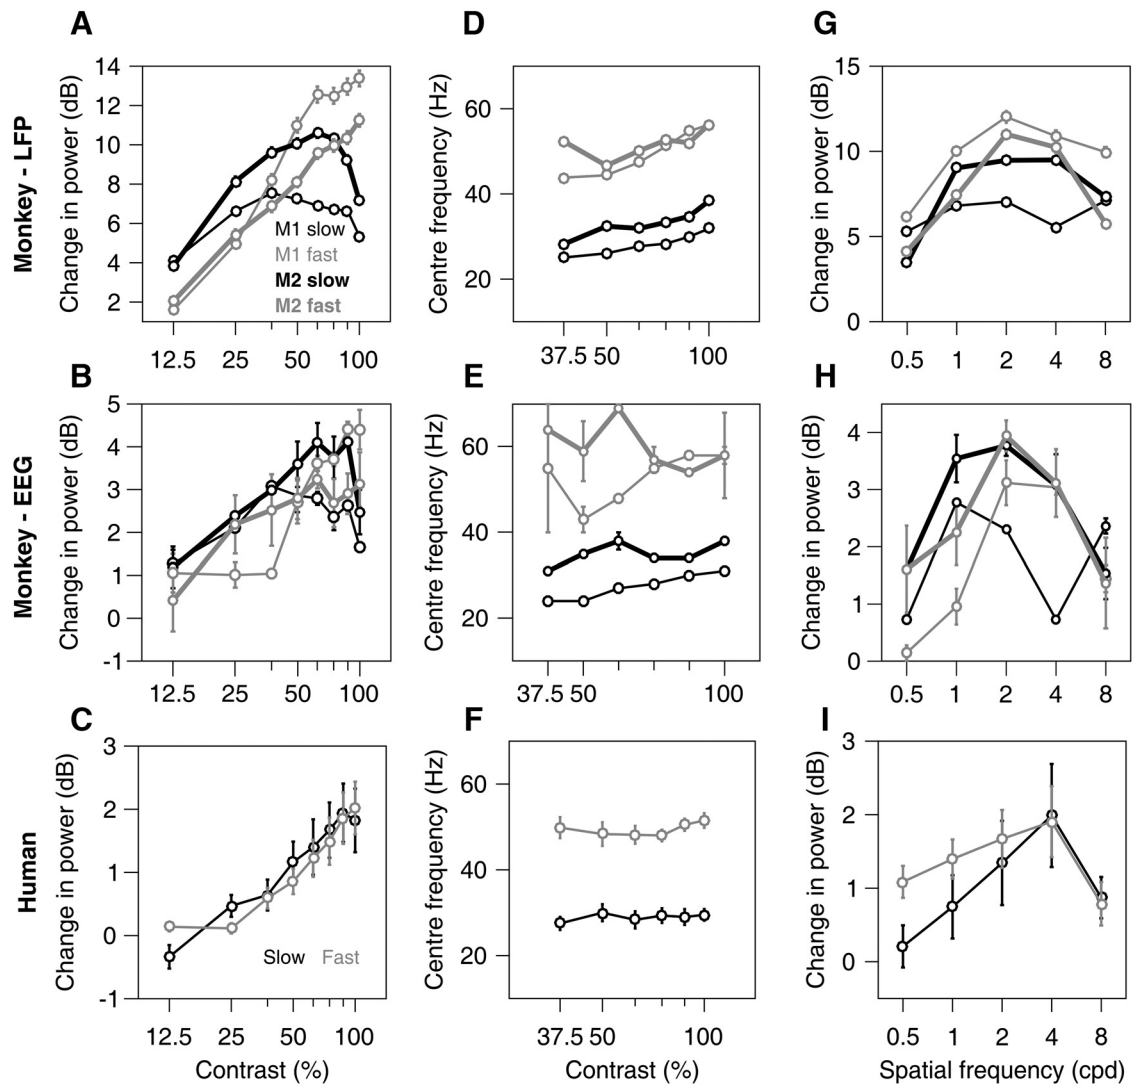 A
D
G
Monkey - LFP
Change in power (dB)
14
12
10
8
6
4
2
M1 slow
M1 fast
M2 slow
M2 fast
12.5 25 50 100
Centre frequency (Hz)
60
40
20
37.5 50 100
Change in power (dB)
15
10
5
0
0.5 1 2 4 8
B
E
H
Monkey - EEG
Change in power (dB)
5
4
3
2
1
0
-1
12.5 25 50 100
Centre frequency (Hz)
60
40
20
37.5 50 100
Change in power (dB)
4
3
2
1
0
0.5 1 2 4 8
C
F
I
Human
Change in power (dB)
3
2
1
0
-1
Slow Fast
12.5 25 50 100
Contrast (%)
Centre frequency (Hz)
60
40
20
37.5 50 100
Contrast (%)
Change in power (dB)
3
2
1
0
0.5 1 2 4 8
Spatial frequency (cpd)